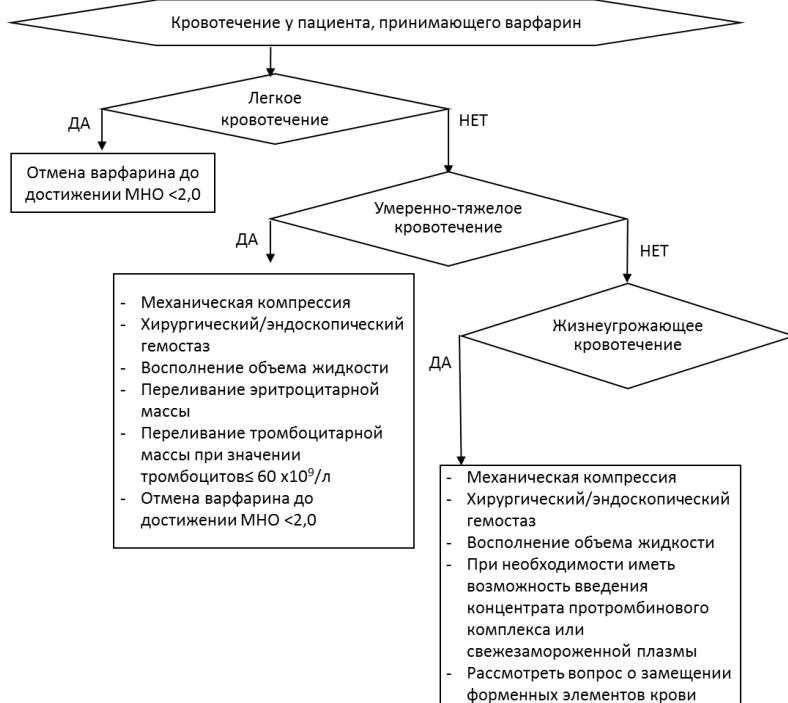 Кровотечение у пациента, принимающего варфарин
Легкое
кровотечение
ДА
НЕТ
Отмена варфарина до
достижении МНО <2,0
Умеренно-тяжелое
кровотечение
ДА
НЕТ
- Механическая компрессия
- Хирургический/эндоскопический
гемостаз
- Восполнение объема жидкости
- Переливание эритроцитарной
массы
- Переливание тромбоцитарной
массы при значении
тромбоцитов≤ 60 х10⁹/л
- Отмена варфарина до
достижении МНО <2,0
Жизнеугрожающее
кровотечение
ДА
- Механическая компрессия
- Хирургический/эндоскопический
гемостаз
- Восполнение объема жидкости
- При необходимости иметь
возможность введения
концентрата протромбинового
комплекса или
свежезамороженной плазмы
- Рассмотреть вопрос о замещении
форменных элементов крови